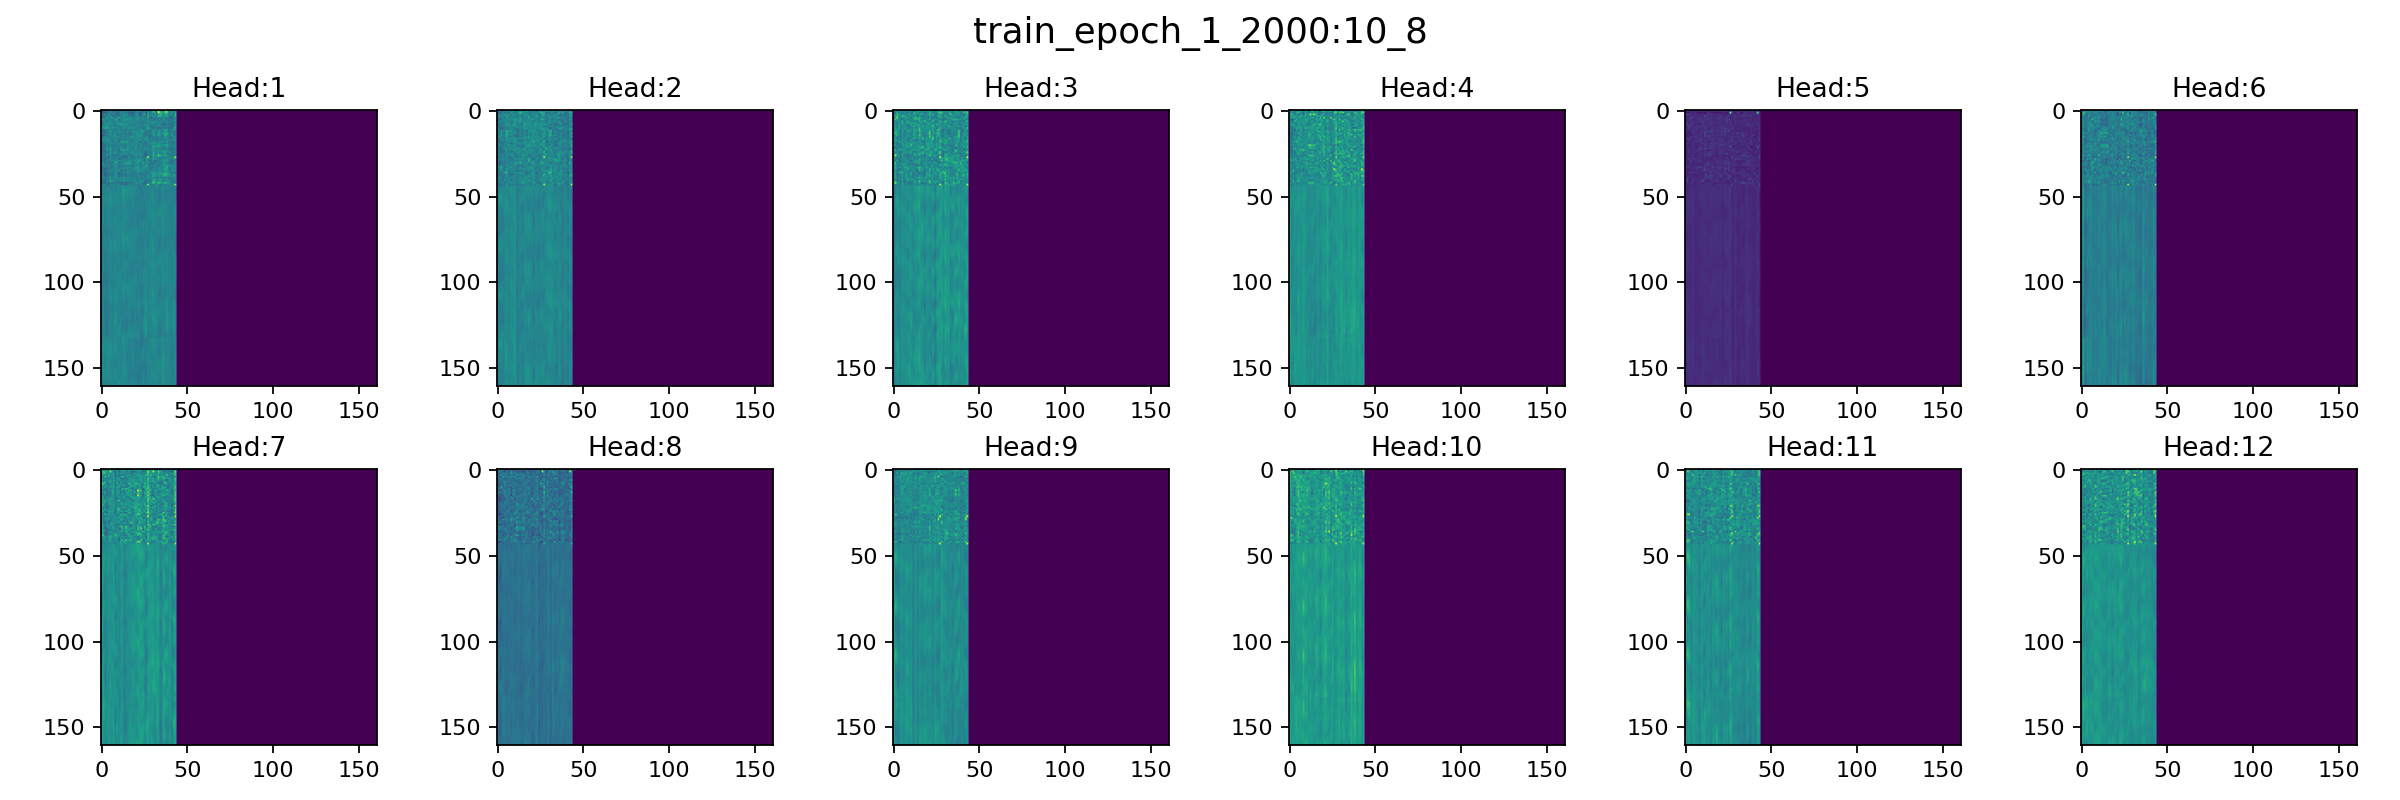 train_epoch_1_2000:10_8
Head:1 Head:2 Head:3 Head:4 Head:5 Head:6
0 0 0 0 0 0
50 50 50 50 50 50
100 100 100 100 100 100
150 150 150 150 150 150
0 50 100 150 0 50 100 150 0 50 100 150 0 50 100 150 0 50 100 150 0 50 100 150
Head:7 Head:8 Head:9 Head:10 Head:11 Head:12
0 0 0 0 0 0
50 50 50 50 50 50
100 100 100 100 100 100
150 150 150 150 150 150
0 50 100 150 0 50 100 150 0 50 100 150 0 50 100 150 0 50 100 150 0 50 100 150